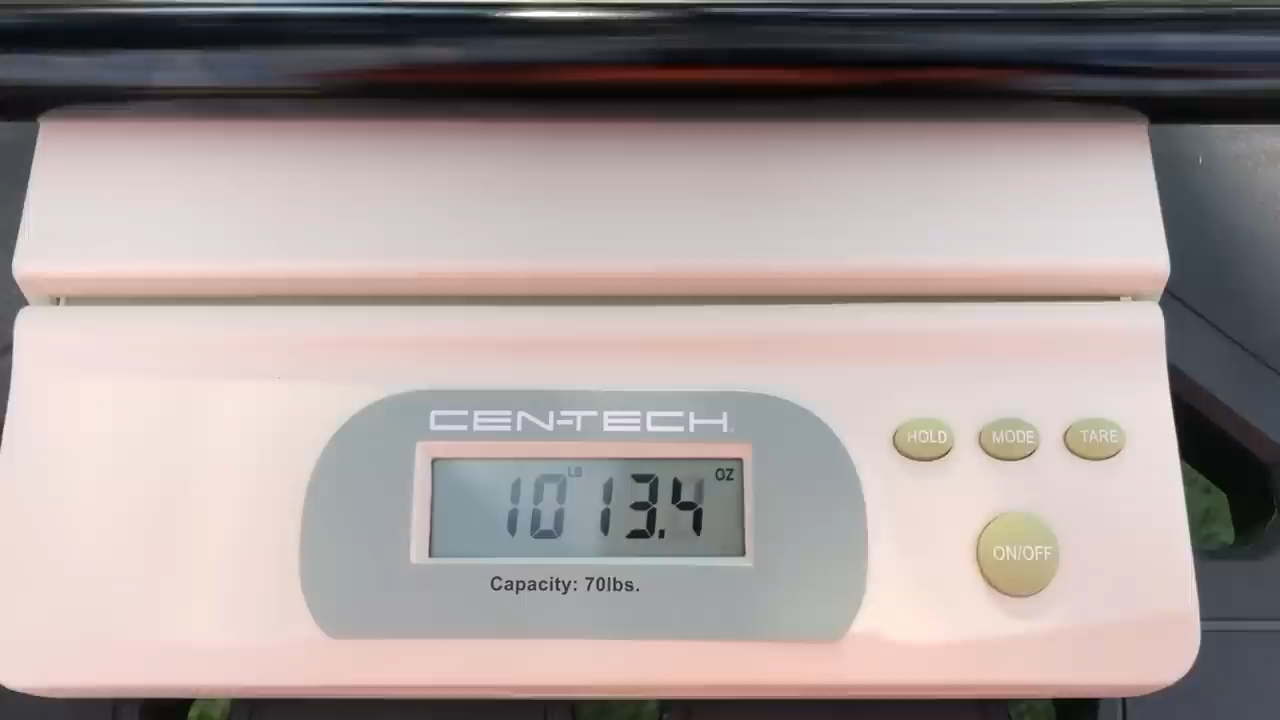 CEN-TECH
10 LB 13.4 OZ
Capacity: 70lbs.
HOLD MODE TARE
ON/OFF